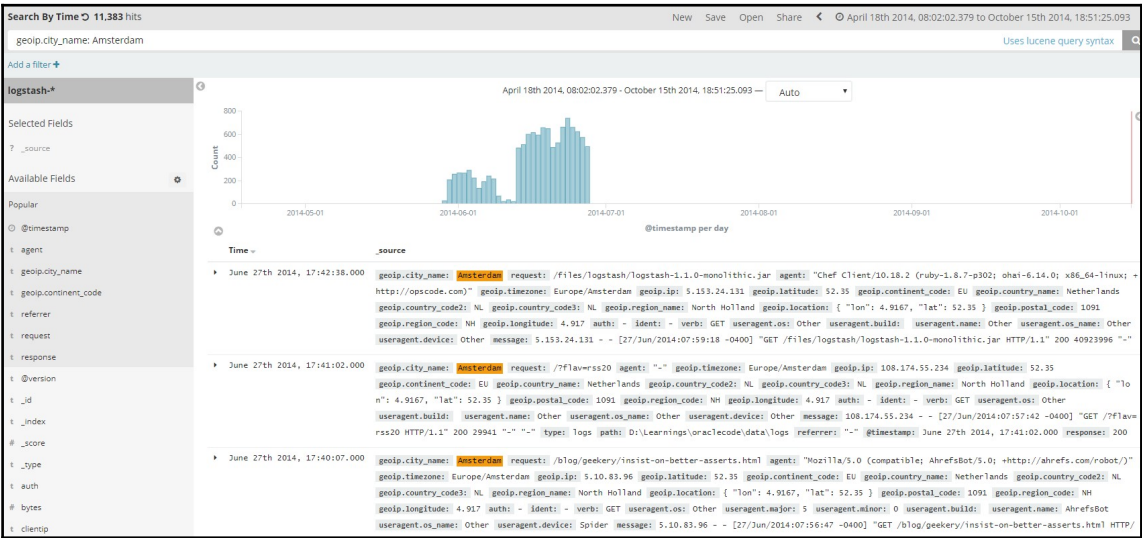 Search By Time 11,383 hits
New Save Open Share April 18th 2014, 08:02:02.379 to October 15th 2014, 18:51:25.093
geoip.city_name: Amsterdam
Uses lucene query syntax
Add a filter +
logstash-*
Selected Fields
? _source
Available Fields
Popular
@timestamp
t agent
t geoip.city_name
t geoip.continent_code
t referrer
t request
t response
t @version
t _id
t _index
# _score
t _type
t auth
# bytes
t clientip
April 18th 2014, 08:02:02.379 - October 15th 2014, 18:51:25.093 — Auto
Count
800
600
400
200
0
2014-05-01 2014-06-01 2014-07-01 2014-08-01 2014-09-01 2014-10-01
@timestamp per day
Time _source
June 27th 2014, 17:42:38.000 geoip.city_name: Amsterdam request: /files/logstash/logstash-1.1.0-monolithic.jar agent: "Chef Client/10.18.2 (ruby-1.8.7-p302; ohai-6.14.0; x86_64-linux; +
http://opscode.com)" geoip.timezone: Europe/Amsterdam geoip.ip: 5.153.24.131 geoip.latitude: 52.35 geoip.continent_code: EU geoip.country_name: Netherlands
geoip.country_code2: NL geoip.country_code3: NL geoip.region_name: North Holland geoip.location: { "lon": 4.9167, "lat": 52.35 } geoip.postal_code: 1091
geoip.region_code: NH geoip.longitude: 4.917 auth: - ident: - verb: GET useragent.os: Other useragent.build: useragent.name: Other useragent.os_name: Other
useragent.device: Other message: 5.153.24.131 - - [27/Jun/2014:07:59:18 -0400] "GET /files/logstash/logstash-1.1.0-monolithic.jar HTTP/1.1" 200 40923996 "-"
June 27th 2014, 17:41:02.000 geoip.city_name: Amsterdam request: /?flav=rss20 agent: "-" geoip.timezone: Europe/Amsterdam geoip.ip: 108.174.55.234 geoip.latitude: 52.35
geoip.continent_code: EU geoip.country_name: Netherlands geoip.country_code2: NL geoip.country_code3: NL geoip.region_name: North Holland geoip.location: { "lo
n": 4.9167, "lat": 52.35 } geoip.postal_code: 1091 geoip.region_code: NH geoip.longitude: 4.917 auth: - ident: - verb: GET useragent.os: Other
useragent.build: useragent.name: Other useragent.os_name: Other useragent.device: Other message: 108.174.55.234 - - [27/Jun/2014:07:57:42 -0400] "GET /?flav=
rss20 HTTP/1.1" 200 29941 "-" "-" type: logs path: D:\Learnings\oraclecode\data\logs referrer: "-" @timestamp: June 27th 2014, 17:41:02.000 response: 200
June 27th 2014, 17:40:07.000 geoip.city_name: Amsterdam request: /blog/geekery/insist-on-better-asserts.html agent: "Mozilla/5.0 (compatible; AhrefsBot/5.0; +http://ahrefs.com/robot/)"
geoip.timezone: Europe/Amsterdam geoip.ip: 5.10.83.96 geoip.latitude: 52.35 geoip.continent_code: EU geoip.country_name: Netherlands geoip.country_code2: NL
geoip.country_code3: NL geoip.region_name: North Holland geoip.location: { "lon": 4.9167, "lat": 52.35 } geoip.postal_code: 1091 geoip.region_code: NH
geoip.longitude: 4.917 auth: - ident: - verb: GET useragent.os: Other useragent.major: 5 useragent.minor: 0 useragent.build: useragent.name: AhrefsBot
useragent.os_name: Other useragent.device: Spider message: 5.10.83.96 - - [27/Jun/2014:07:56:47 -0400] "GET /blog/geekery/insist-on-better-asserts.html HTTP/